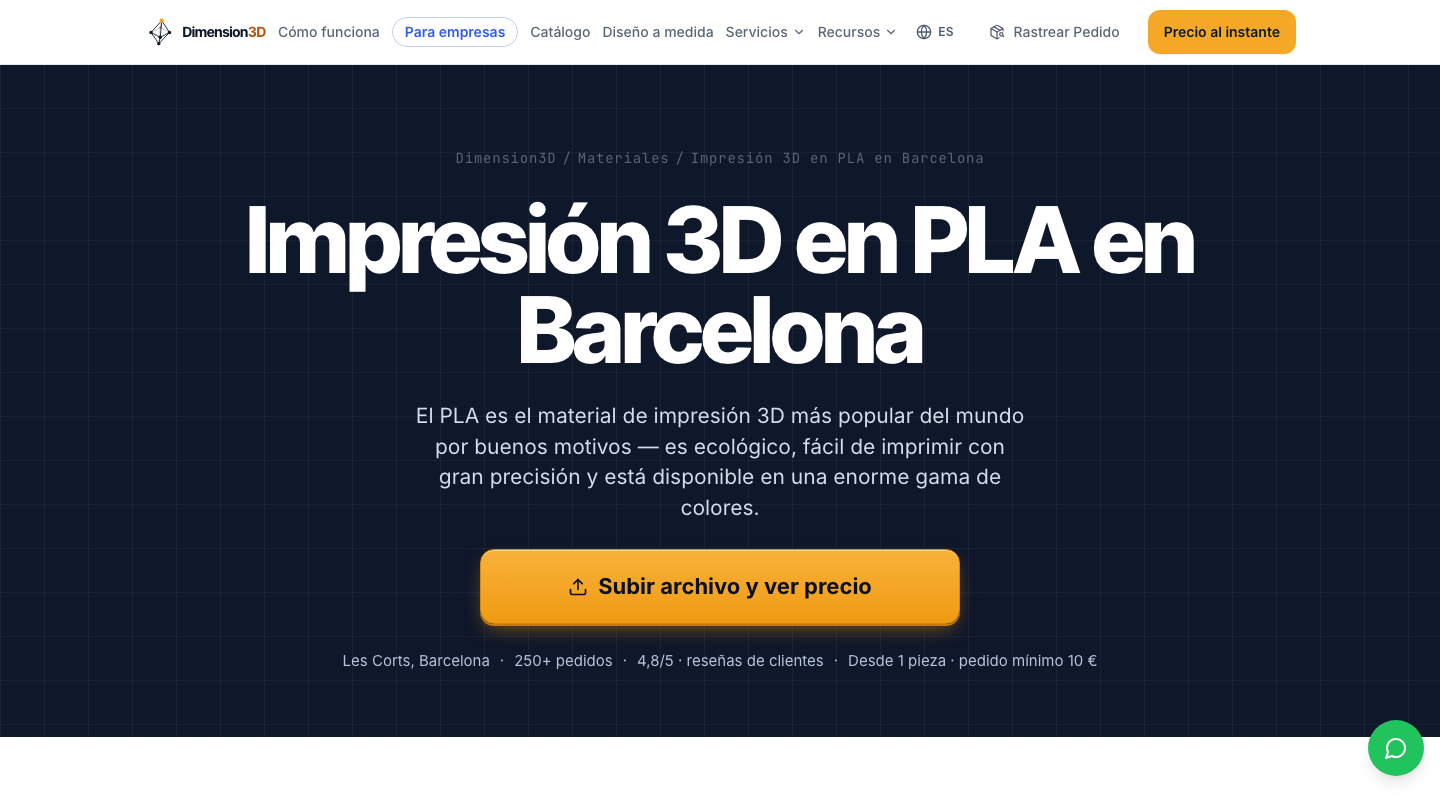 Dimension3D Cómo funciona Para empresas Catálogo Diseño a medida Servicios Recursos ES Rastrear Pedido Precio al instante
Dimension3D / Materiales / Impresión 3D en PLA en Barcelona
Impresión 3D en PLA en
Barcelona
El PLA es el material de impresión 3D más popular del mundo
por buenos motivos — es ecológico, fácil de imprimir con
gran precisión y está disponible en una enorme gama de
colores.
Subir archivo y ver precio
Les Corts, Barcelona · 250+ pedidos · 4,8/5 · reseñas de clientes · Desde 1 pieza · pedido mínimo 10 €